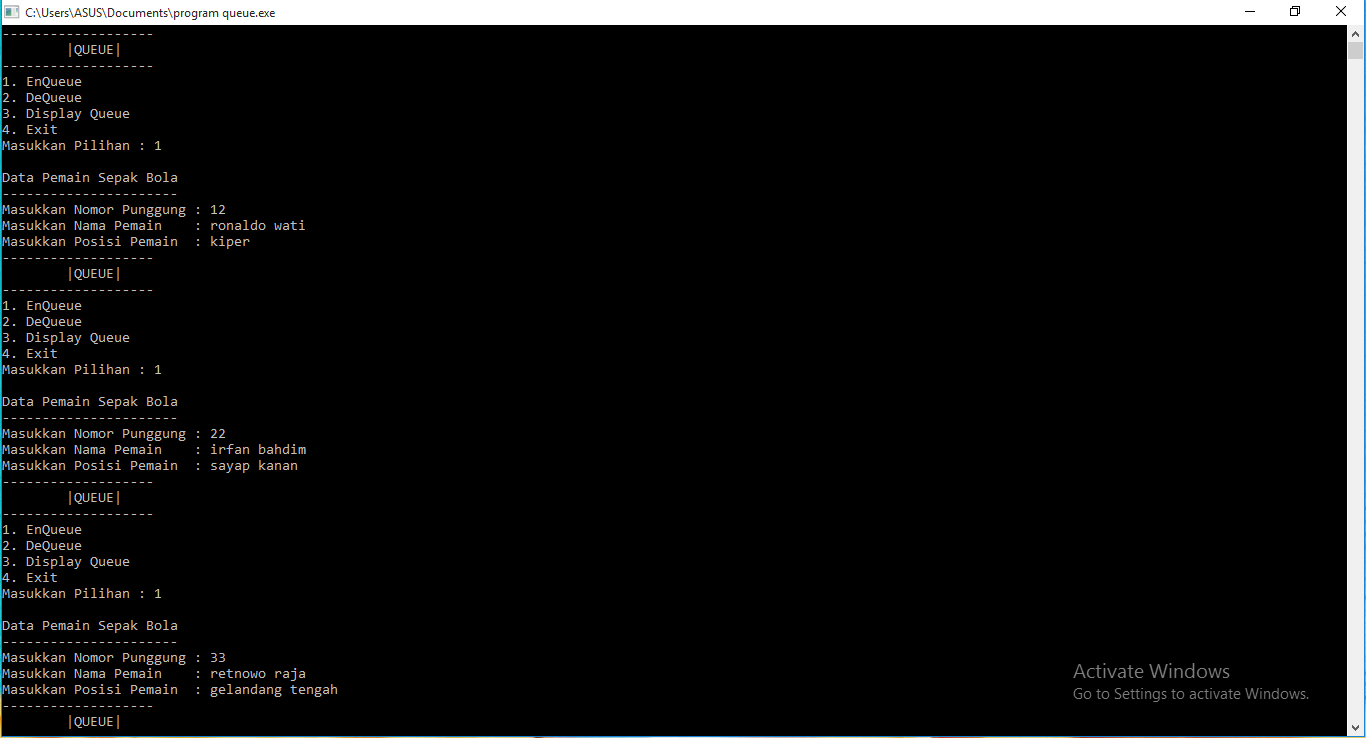 C:\Users\ASUS\Documents\program queue.exe
-------------------
|QUEUE|
-------------------
1. EnQueue
2. DeQueue
3. Display Queue
4. Exit
Masukkan Pilihan : 1
Data Pemain Sepak Bola
----------------------
Masukkan Nomor Punggung : 12
Masukkan Nama Pemain    : ronaldo wati
Masukkan Posisi Pemain  : kiper
-------------------
|QUEUE|
-------------------
1. EnQueue
2. DeQueue
3. Display Queue
4. Exit
Masukkan Pilihan : 1
Data Pemain Sepak Bola
----------------------
Masukkan Nomor Punggung : 22
Masukkan Nama Pemain    : irfan bahdim
Masukkan Posisi Pemain  : sayap kanan
-------------------
|QUEUE|
-------------------
1. EnQueue
2. DeQueue
3. Display Queue
4. Exit
Masukkan Pilihan : 1
Data Pemain Sepak Bola
----------------------
Masukkan Nomor Punggung : 33
Masukkan Nama Pemain    : retnowo raja
Masukkan Posisi Pemain  : gelandang tengah
-------------------
|QUEUE|
Activate Windows
Go to Settings to activate Windows.